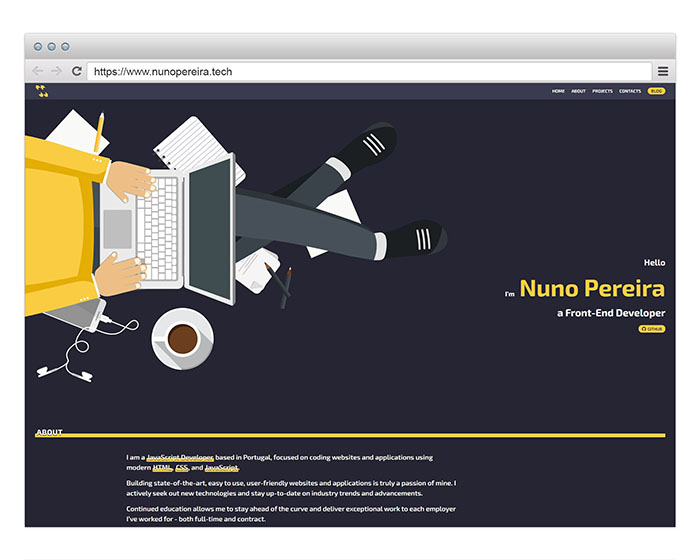 https://www.nunopereira.tech
HOME ABOUT PROJECTS CONTACTS BLOG
Hello
I'm Nuno Pereira
a Front-End Developer
GITHUB
ABOUT
I am a JavaScript Developer based in Portugal, focused on coding websites and applications using
modern HTML, CSS, and JavaScript.
Building state-of-the-art, easy to use, user-friendly websites and applications is truly a passion of mine. I
actively seek out new technologies and stay up-to-date on industry trends and advancements.
Continued education allows me to stay ahead of the curve and deliver exceptional work to each employer
I've worked for - both full-time and contract.